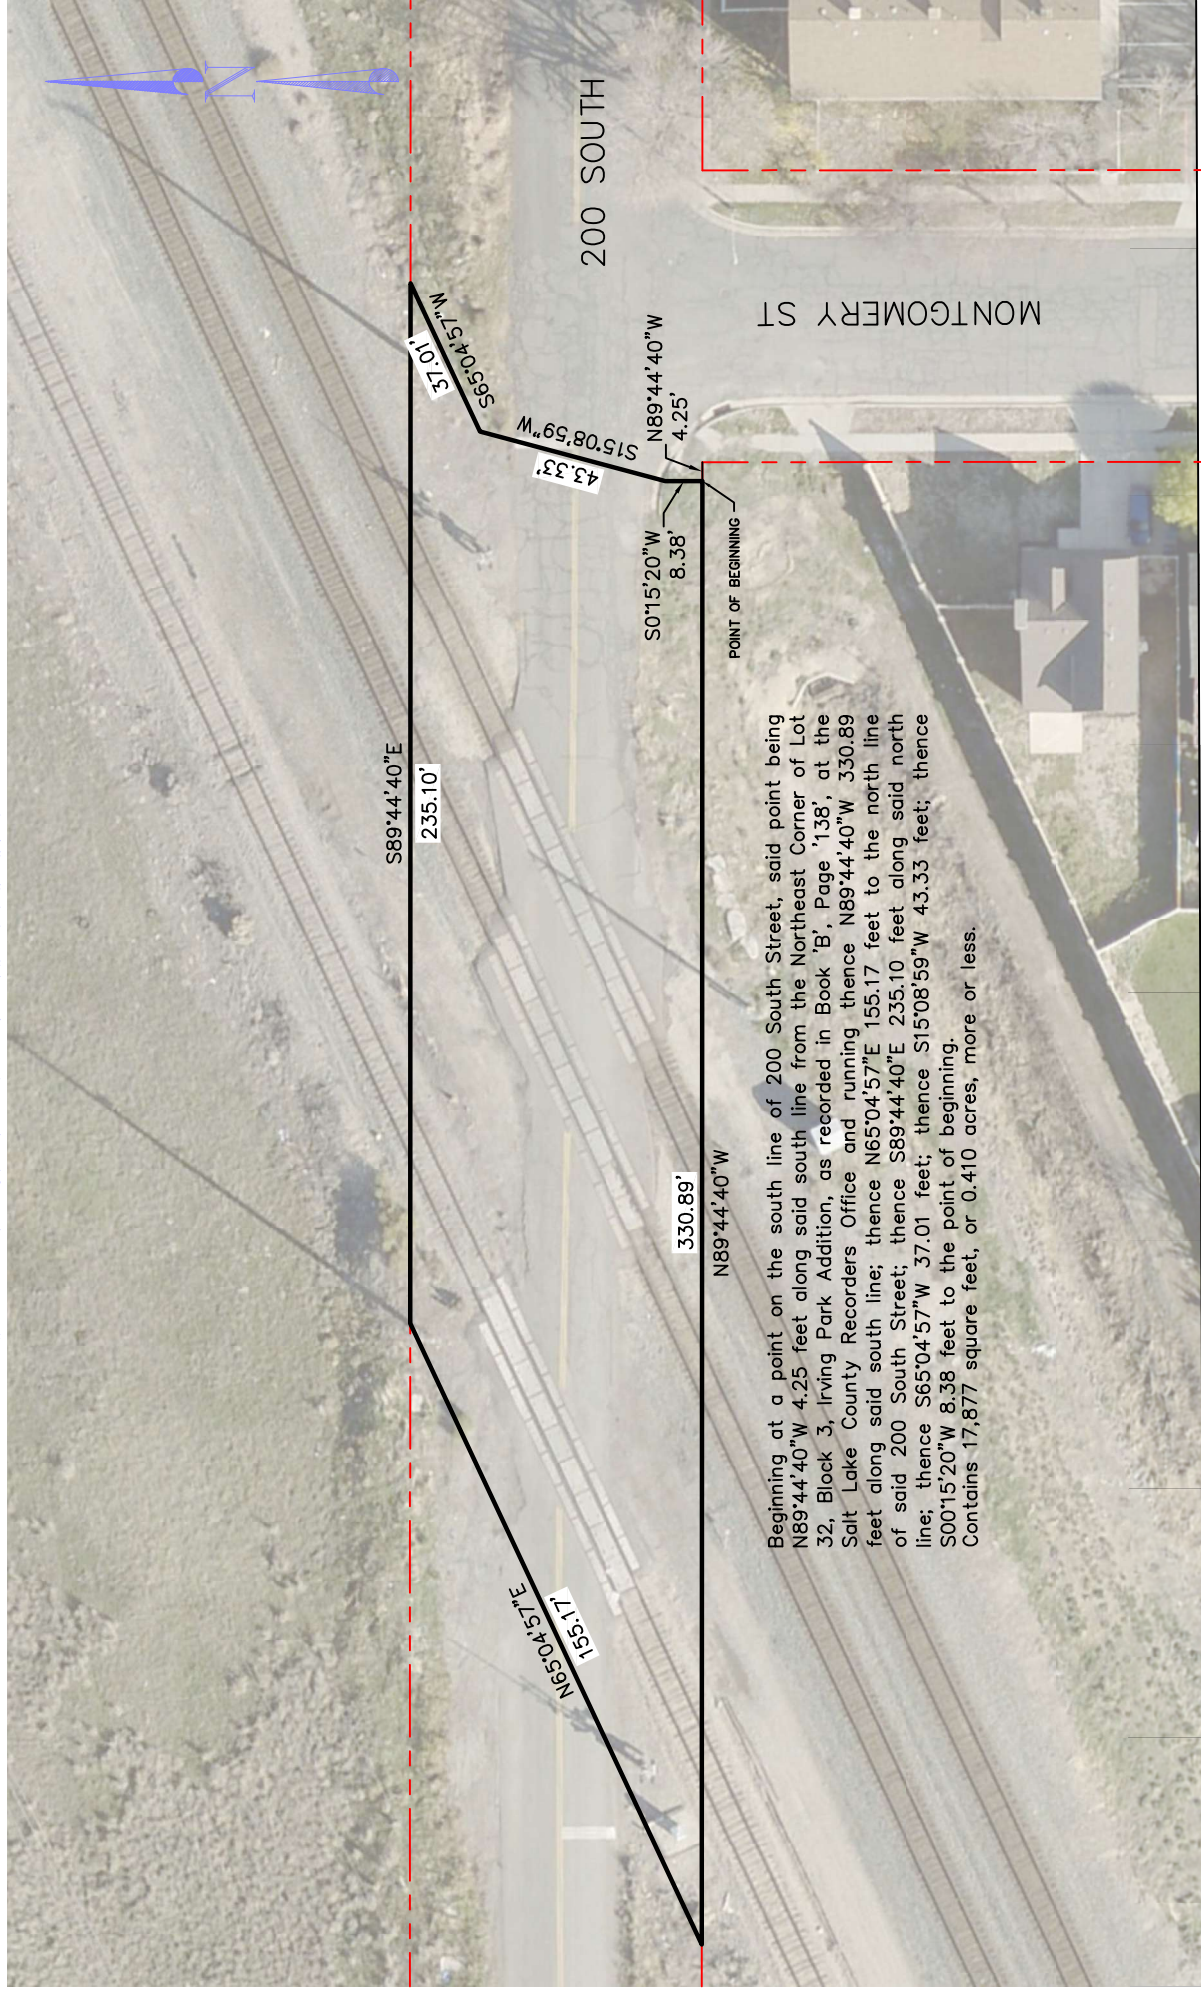 N
200 SOUTH
MONTGOMERY ST
S65°04'57"W
37.01'
S15°08'59"W
43.33'
N89°44'40"W
4.25'
S0°15'20"W
8.38'
POINT OF BEGINNING
S89°44'40"E
235.10'
330.89'
N89°44'40"W
N65°04'57"E
155.17'
Beginning at a point on the south line of 200 South Street, said point being
N89°44'40"W 4.25 feet along said south line from the Northeast Corner of Lot
32, Block 3, Irving Park Addition, as recorded in Book 'B', Page '138', at the
Salt Lake County Recorders Office and running thence N89°44'40"W 330.89
feet along said south line; thence N65°04'57"E 155.17 feet to the north line
of said 200 South Street; thence S89°44'40"E 235.10 feet along said north
line; thence S65°04'57"W 37.01 feet; thence S15°08'59"W 43.33 feet; thence
S00°15'20"W 8.38 feet to the point of beginning.
Contains 17,877 square feet, or 0.410 acres, more or less.